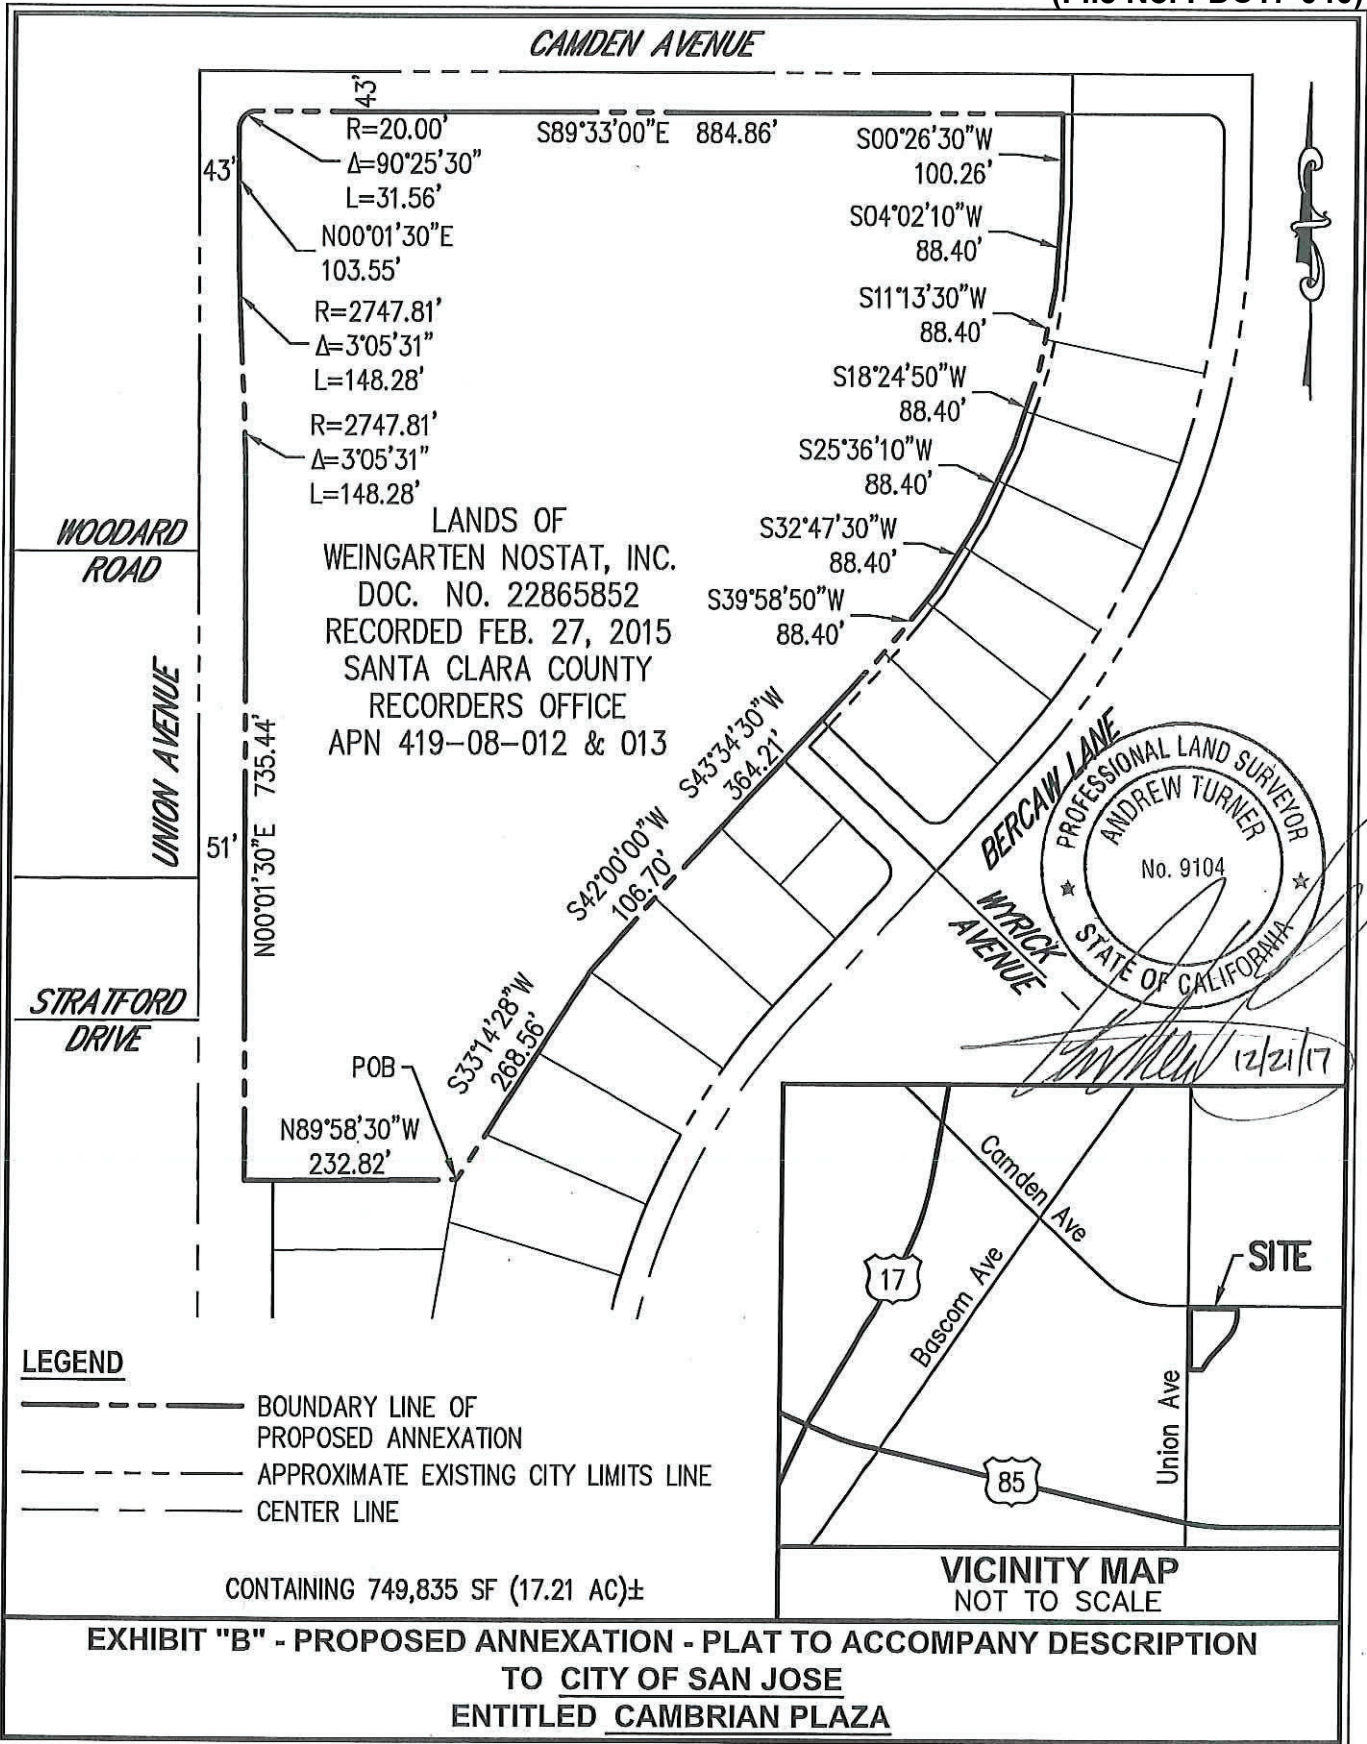 CAMDEN AVENUE
43'
R=20.00'
Δ=90°25'30"
L=31.56'
S89°33'00"E 884.86'
S00°26'30"W
100.26'
43'
N00°01'30"E
103.55'
S04°02'10"W
88.40'
R=2747.81'
Δ=3°05'31"
L=148.28'
S11°13'30"W
88.40'
S18°24'50"W
88.40'
R=2747.81'
Δ=3°05'31"
L=148.28'
S25°36'10"W
88.40'
S32°47'30"W
88.40'
S39°58'50"W
88.40'
WOODARD
ROAD
LANDS OF
WEINGARTEN NOSTAT, INC.
DOC. NO. 22865852
RECORDED FEB. 27, 2015
SANTA CLARA COUNTY
RECORDERS OFFICE
APN 419-08-012 & 013
UNION AVENUE
51'
N00°01'30"E 735.44'
S43°34'30"W
364.21'
S42°00'00"W
106.70'
S33°14'28"W
268.56'
BERCAW LANE
WYRICK
AVENUE
PROFESSIONAL LAND SURVEYOR
ANDREW TURNER
No. 9104
STATE OF CALIFORNIA
12/21/17
STRATFORD
DRIVE
POB
N89°58'30"W
232.82'
Camden Ave
17
Bascom Ave
SITE
Union Ave
85
VICINITY MAP
NOT TO SCALE
LEGEND
BOUNDARY LINE OF
PROPOSED ANNEXATION
APPROXIMATE EXISTING CITY LIMITS LINE
CENTER LINE
CONTAINING 749,835 SF (17.21 AC)±
EXHIBIT "B" - PROPOSED ANNEXATION - PLAT TO ACCOMPANY DESCRIPTION
TO CITY OF SAN JOSE
ENTITLED CAMBRIAN PLAZA